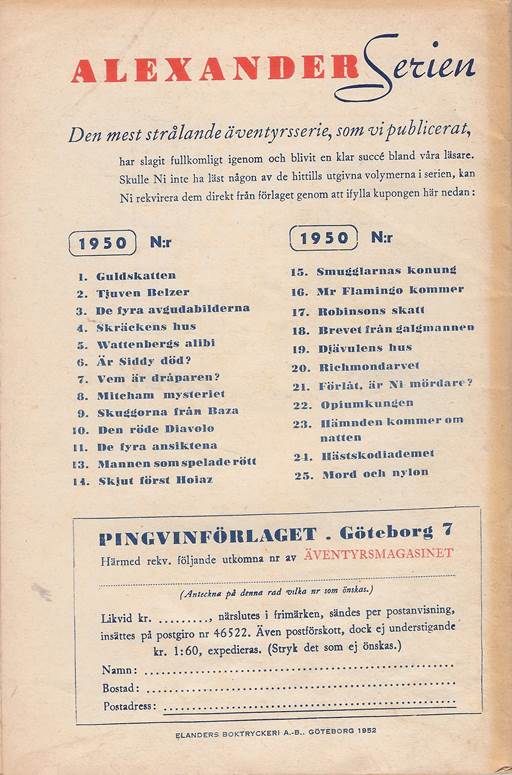 ALEXANDER Serien
Den mest strålande äventyrsserie, som vi publicerat,
har slagit fullkomligt igenom och blivit en klar succé bland våra läsare.
Skulle Ni inte ha läst någon av de hittills utgivna volymerna i serien, kan
Ni rekvirera dem direkt från förlaget genom att ifylla kupongen här nedan:
1950 N:r
1. Guldskatten
2. Tjuven Belzer
3. De fyra avgudabilderna
4. Skräckens hus
5. Wattenbergs alibi
6. Är Siddy död?
7. Vem är dråparen?
8. Mitcham mysteriet
9. Skuggorna från Baza
10. Den röde Diavolo
11. De fyra ansiktena
13. Mannen som spelade rött
14. Skjut först Hoiaz
1950 N:r
15. Smugglarnas konung
16. Mr Flamingo kommer
17. Robinsons skatt
18. Brevet från galgmannen
19. Djävulens hus
20. Richmondarvet
21. Förlåt, är Ni mördare?
22. Opiumkungen
23. Hämnden kommer om
natten
24. Hästskodiademet
25. Mord och nylon
PINGVINFÖRLAGET . Göteborg 7
Härmed rekv. följande utkomna nr av ÄVENTYRSMAGASINET
(Anteckna på denna rad vilka nr som önskas.)
Likvid kr. .........., närslutes i frimärken, sändes per postanvisning,
insättes på postgiro nr 46522. Även postförskott, dock ej understigande
kr. 1:60, expedieras. (Stryk det som ej önskas.)
Namn: ..........
Bostad: ..........
Postadress: ..........
ELANDERS BOKTRYCKERI A.-B., GÖTEBORG 1952